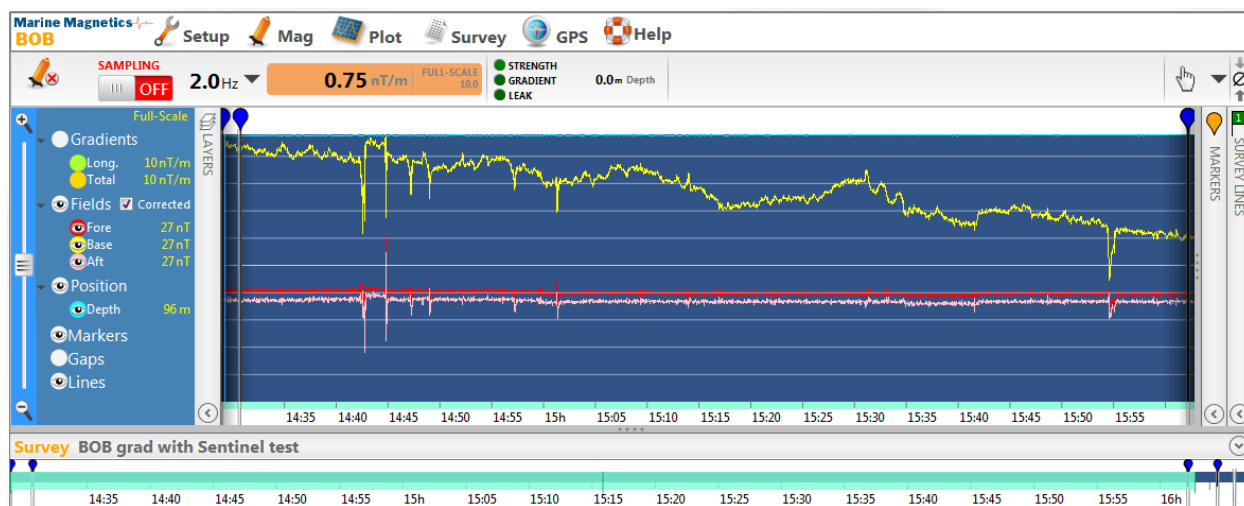 Marine Magnetics
BOB
Setup
Mag
Plot
Survey
GPS
Help
SAMPLING
OFF
2.0Hz
0.75 nT/m
FULL-SCALE
10.0
STRENGTH
GRADIENT
LEAK
0.0m Depth
Full-Scale
Gradients
Long. 10 nT/m
Total 10 nT/m
Fields Corrected
Fore 27 nT
Base 27 nT
Aft 27 nT
Position
Depth 96 m
Markers
Gaps
Lines
LAYERS
14:35 14:40 14:45 14:50 14:55 15h 15:05 15:10 15:15 15:20 15:25 15:30 15:35 15:40 15:45 15:50 15:55
MARKERS
1
SURVEY LINES
Survey BOB grad with Sentinel test
14:35 14:40 14:45 14:50 14:55 15h 15:05 15:10 15:15 15:20 15:25 15:30 15:35 15:40 15:45 15:50 15:55 16h